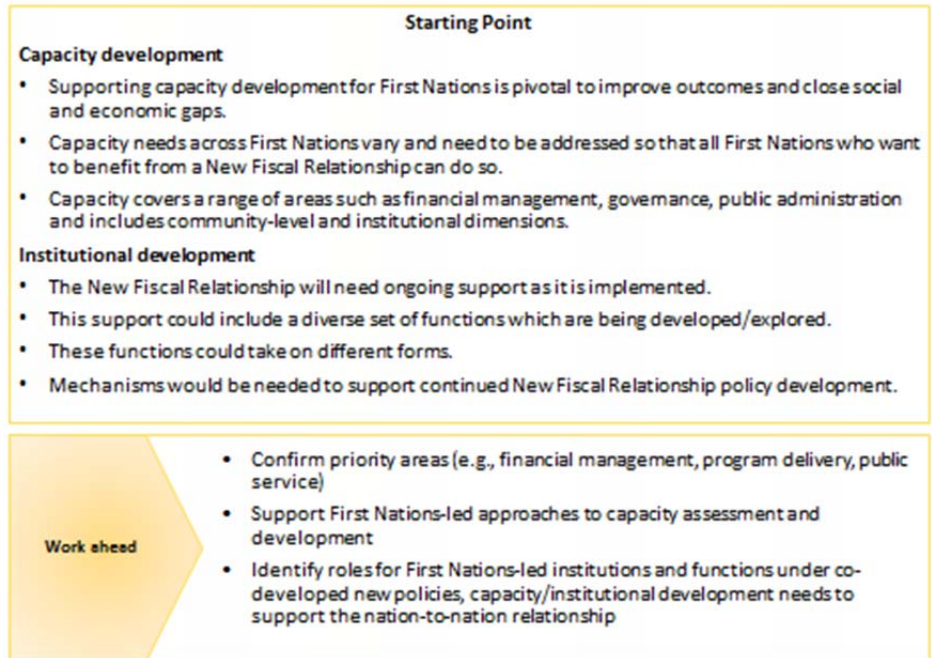 Starting Point
Capacity development
• Supporting capacity development for First Nations is pivotal to improve outcomes and close social
and economic gaps.
• Capacity needs across First Nations vary and need to be addressed so that all First Nations who want
to benefit from a New Fiscal Relationship can do so.
• Capacity covers a range of areas such as financial management, governance, public administration
and includes community-level and institutional dimensions.
Institutional development
• The New Fiscal Relationship will need ongoing support as it is implemented.
• This support could include a diverse set of functions which are being developed/explored.
• These functions could take on different forms.
• Mechanisms would be needed to support continued New Fiscal Relationship policy development.
Work ahead
• Confirm priority areas (e.g., financial management, program delivery, public
service)
• Support First Nations-led approaches to capacity assessment and
development
• Identify roles for First Nations-led institutions and functions under co-
developed new policies, capacity/institutional development needs to
support the nation-to-nation relationship